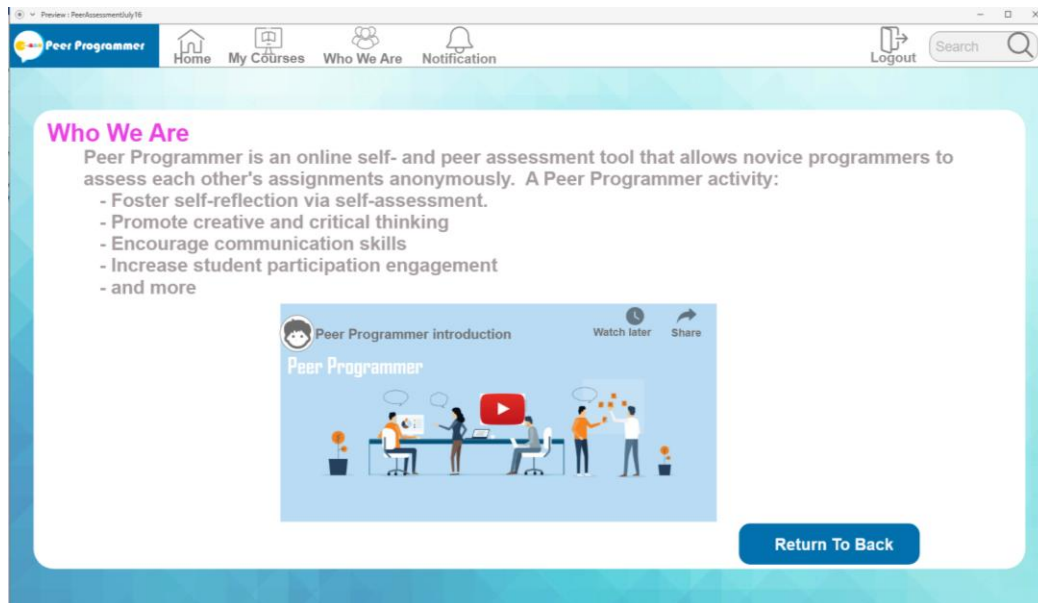 Preview : PeerAssessmentJuly16
Peer Programmer
Home
My Courses
Who We Are
Notification
Logout
Search
Who We Are
Peer Programmer is an online self- and peer assessment tool that allows novice programmers to
assess each other's assignments anonymously.  A Peer Programmer activity:
- Foster self-reflection via self-assessment.
- Promote creative and critical thinking
- Encourage communication skills
- Increase student participation engagement
- and more
Peer Programmer introduction
Watch later
Share
Peer Programmer
Return To Back